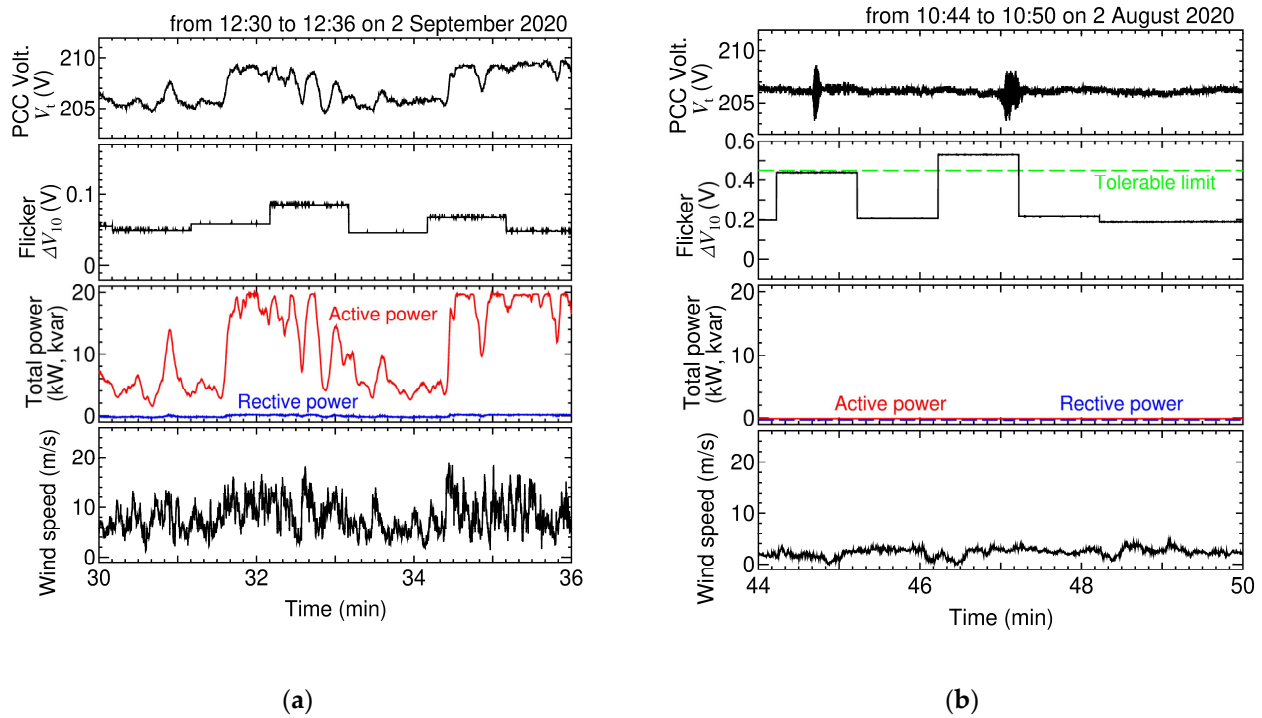 from 12:30 to 12:36 on 2 September 2020
PCC Volt.
Vt (V)
210
205
Flicker
ΔV10 (V)
0.1
0
Total power
(kW, kvar)
20
10
0
Active power
Rective power
Wind speed (m/s)
20
10
0
30
32
34
36
Time (min)
(a)
from 10:44 to 10:50 on 2 August 2020
PCC Volt.
Vt (V)
210
205
Flicker
ΔV10 (V)
0.6
0.4
0.2
0
Tolerable limit
Total power
(kW, kvar)
20
10
0
Active power
Rective power
Wind speed (m/s)
20
10
0
44
46
48
50
Time (min)
(b)